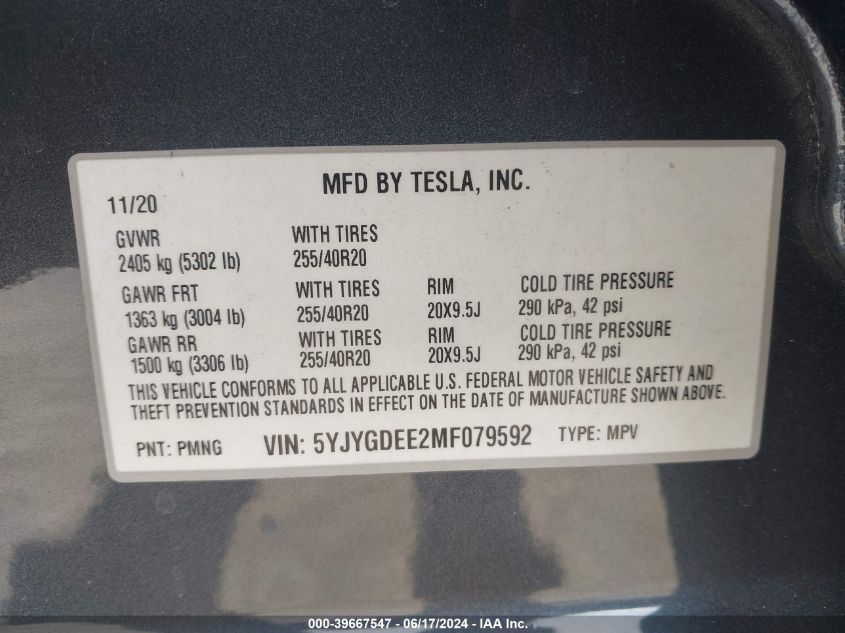 MFD BY TESLA, INC.
11/20
GVWR WITH TIRES
2405 kg (5302 lb) 255/40R20
GAWR FRT WITH TIRES RIM COLD TIRE PRESSURE
1363 kg (3004 lb) 255/40R20 20X9.5J 290 kPa, 42 psi
GAWR RR WITH TIRES RIM COLD TIRE PRESSURE
1500 kg (3306 lb) 255/40R20 20X9.5J 290 kPa, 42 psi
THIS VEHICLE CONFORMS TO ALL APPLICABLE U.S. FEDERAL MOTOR VEHICLE SAFETY AND
THEFT PREVENTION STANDARDS IN EFFECT ON THE DATE OF MANUFACTURE SHOWN ABOVE.
PNT: PMNG VIN: 5YJYGDEE2MF079592 TYPE: MPV
000-39667547 - 06/17/2024 - IAA Inc.